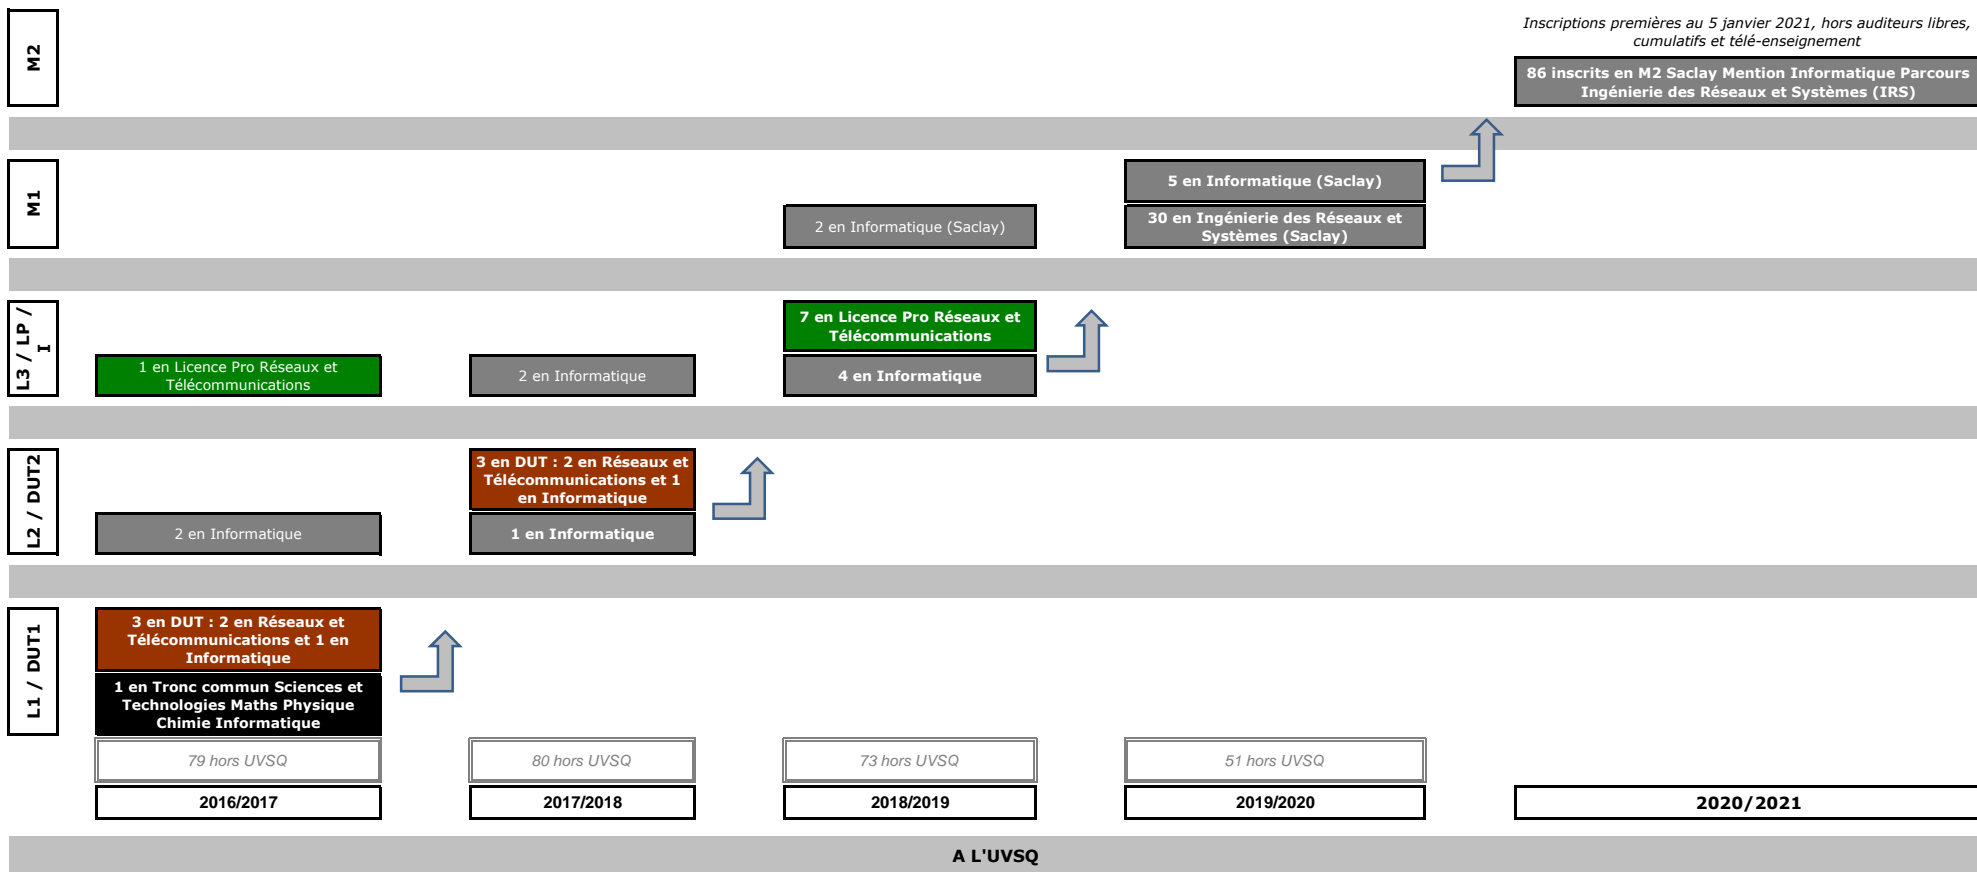 M2
Inscriptions premières au 5 janvier 2021, hors auditeurs libres,
cumulatifs et télé-enseignement
86 inscrits en M2 Saclay Mention Informatique Parcours
Ingénierie des Réseaux et Systèmes (IRS)
M1
5 en Informatique (Saclay)
2 en Informatique (Saclay)
30 en Ingénierie des Réseaux et
Systèmes (Saclay)
L3 / LP /
I
7 en Licence Pro Réseaux et
Télécommunications
1 en Licence Pro Réseaux et
Télécommunications
2 en Informatique
4 en Informatique
L2 / DUT2
3 en DUT : 2 en Réseaux et
Télécommunications et 1
en Informatique
2 en Informatique
1 en Informatique
L1 / DUT1
3 en DUT : 2 en Réseaux et
Télécommunications et 1 en
Informatique
1 en Tronc commun Sciences et
Technologies Maths Physique
Chimie Informatique
79 hors UVSQ
80 hors UVSQ
73 hors UVSQ
51 hors UVSQ
2016/2017
2017/2018
2018/2019
2019/2020
2020/2021
A L'UVSQ